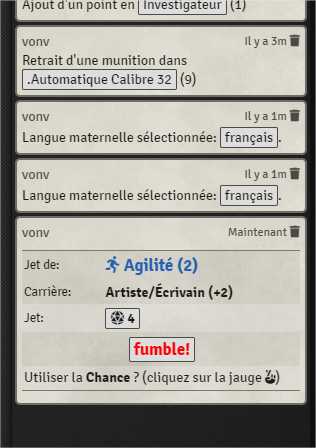 Ajout d'un point en Investigateur (1)
vonv Il y a 3m
Retrait d'une munition dans
.Automatique Calibre 32 (9)
vonv Il y a 1m
Langue maternelle sélectionnée: français.
vonv Il y a 1m
Langue maternelle sélectionnée: français.
vonv Maintenant
Jet de: Agilité (2)
Carrière: Artiste/Écrivain (+2)
Jet: 4
fumble!
Utiliser la Chance ? (cliquez sur la jauge )